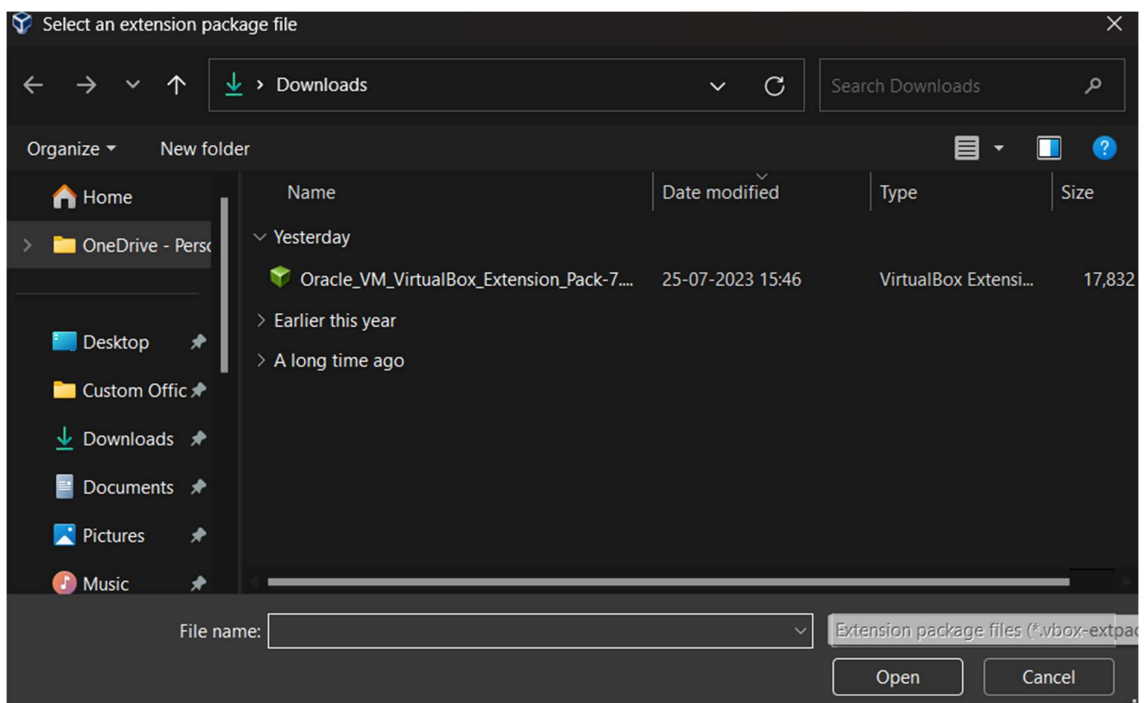 Select an extension package file
Downloads
Search Downloads
Organize
New folder
Name
Date modified
Type
Size
Home
OneDrive - Perso
Yesterday
Oracle_VM_VirtualBox_Extension_Pack-7....
25-07-2023 15:46
VirtualBox Extensi...
17,832
Earlier this year
A long time ago
Desktop
Custom Offic
Downloads
Documents
Pictures
Music
File name:
Extension package files (*.vbox-extpac
Open
Cancel